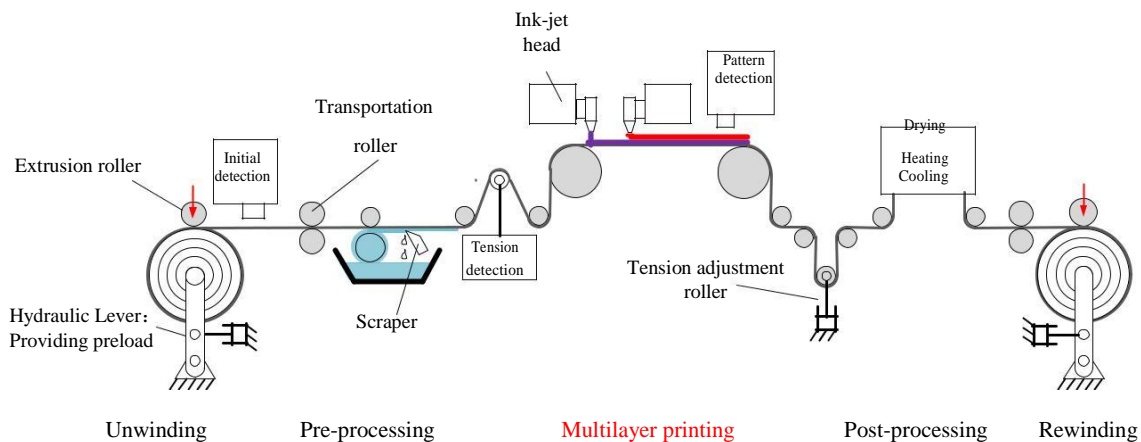 Ink-jet
head
Pattern
detection
Transportation
roller
Drying
Heating
Cooling
Initial
detection
Extrusion roller
Tension
detection
Tension adjustment
roller
Scraper
Hydraulic Lever：
Providing preload
Unwinding
Pre-processing
Multilayer printing
Post-processing
Rewinding